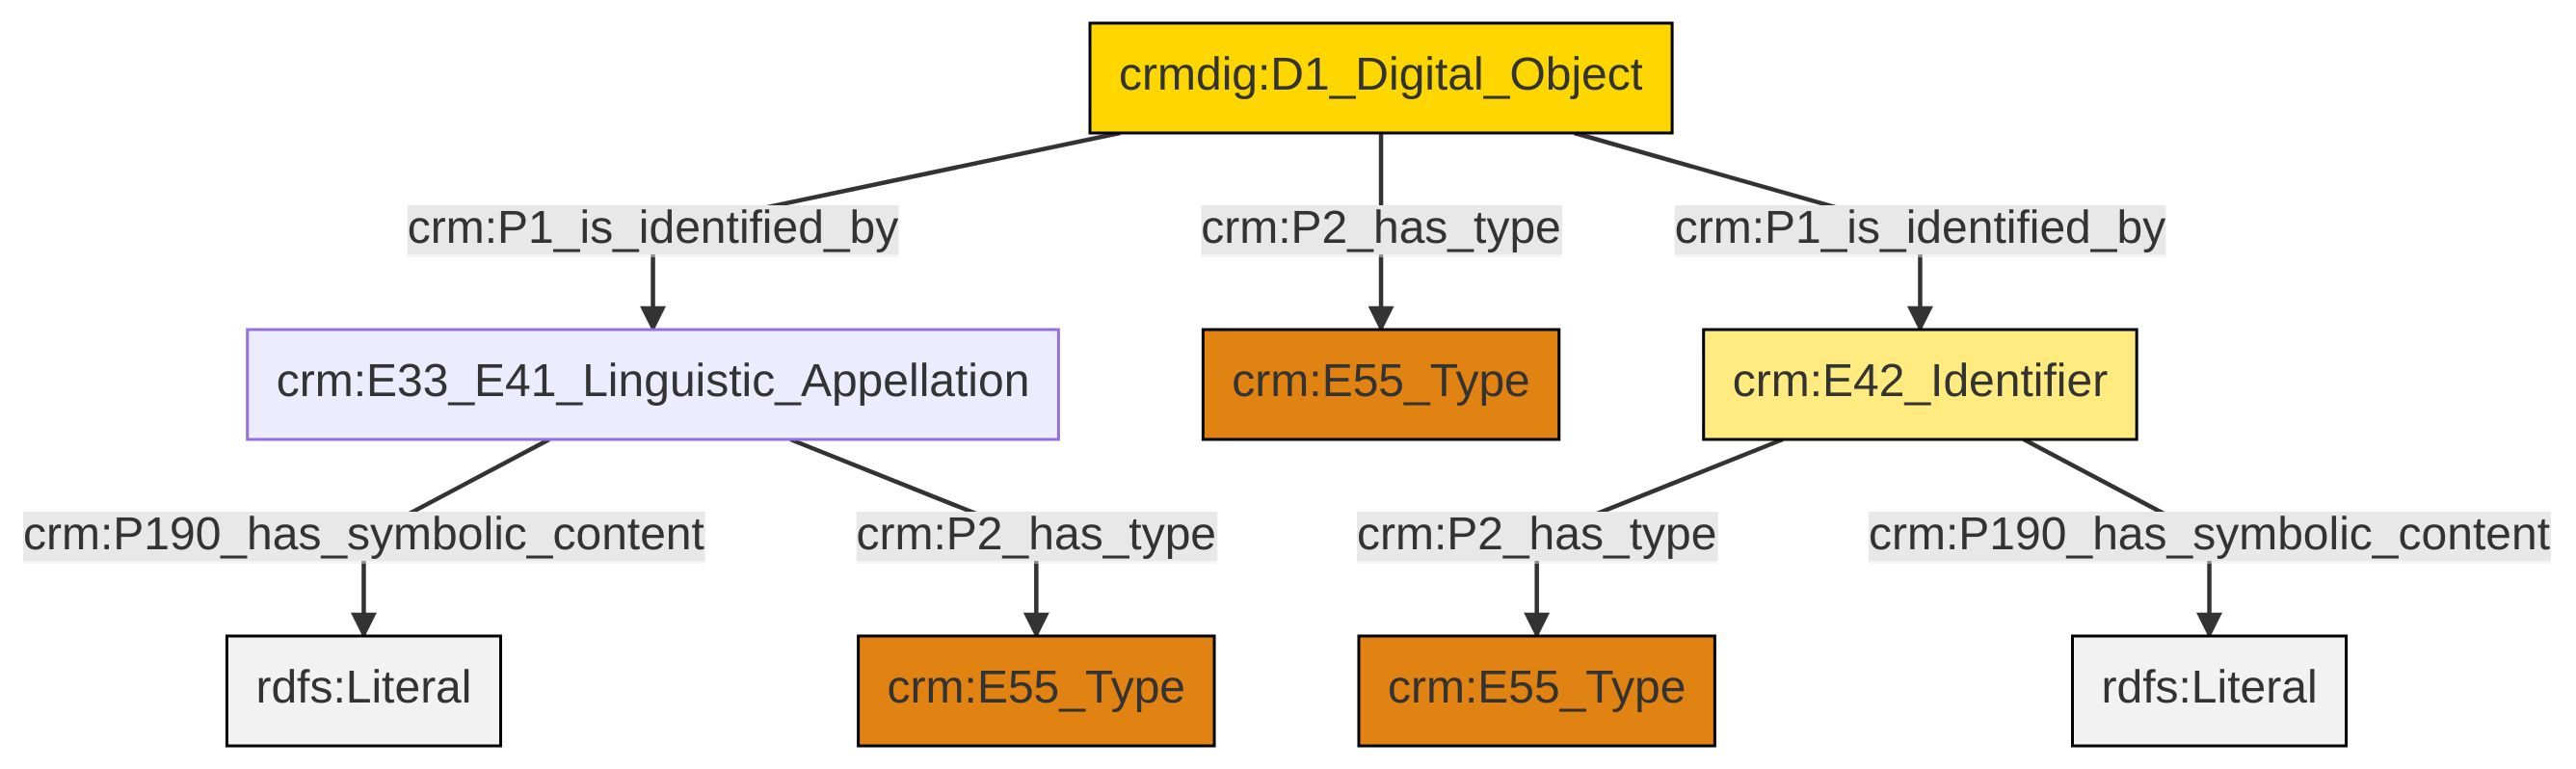 crmdig:D1_Digital_Object
crm:P1_is_identified_by
crm:P2_has_type
crm:P1_is_identified_by
crm:E33_E41_Linguistic_Appellation
crm:E55_Type
crm:E42_Identifier
crm:P190_has_symbolic_content
crm:P2_has_type
crm:P2_has_type
crm:P190_has_symbolic_content
rdfs:Literal
crm:E55_Type
crm:E55_Type
rdfs:Literal